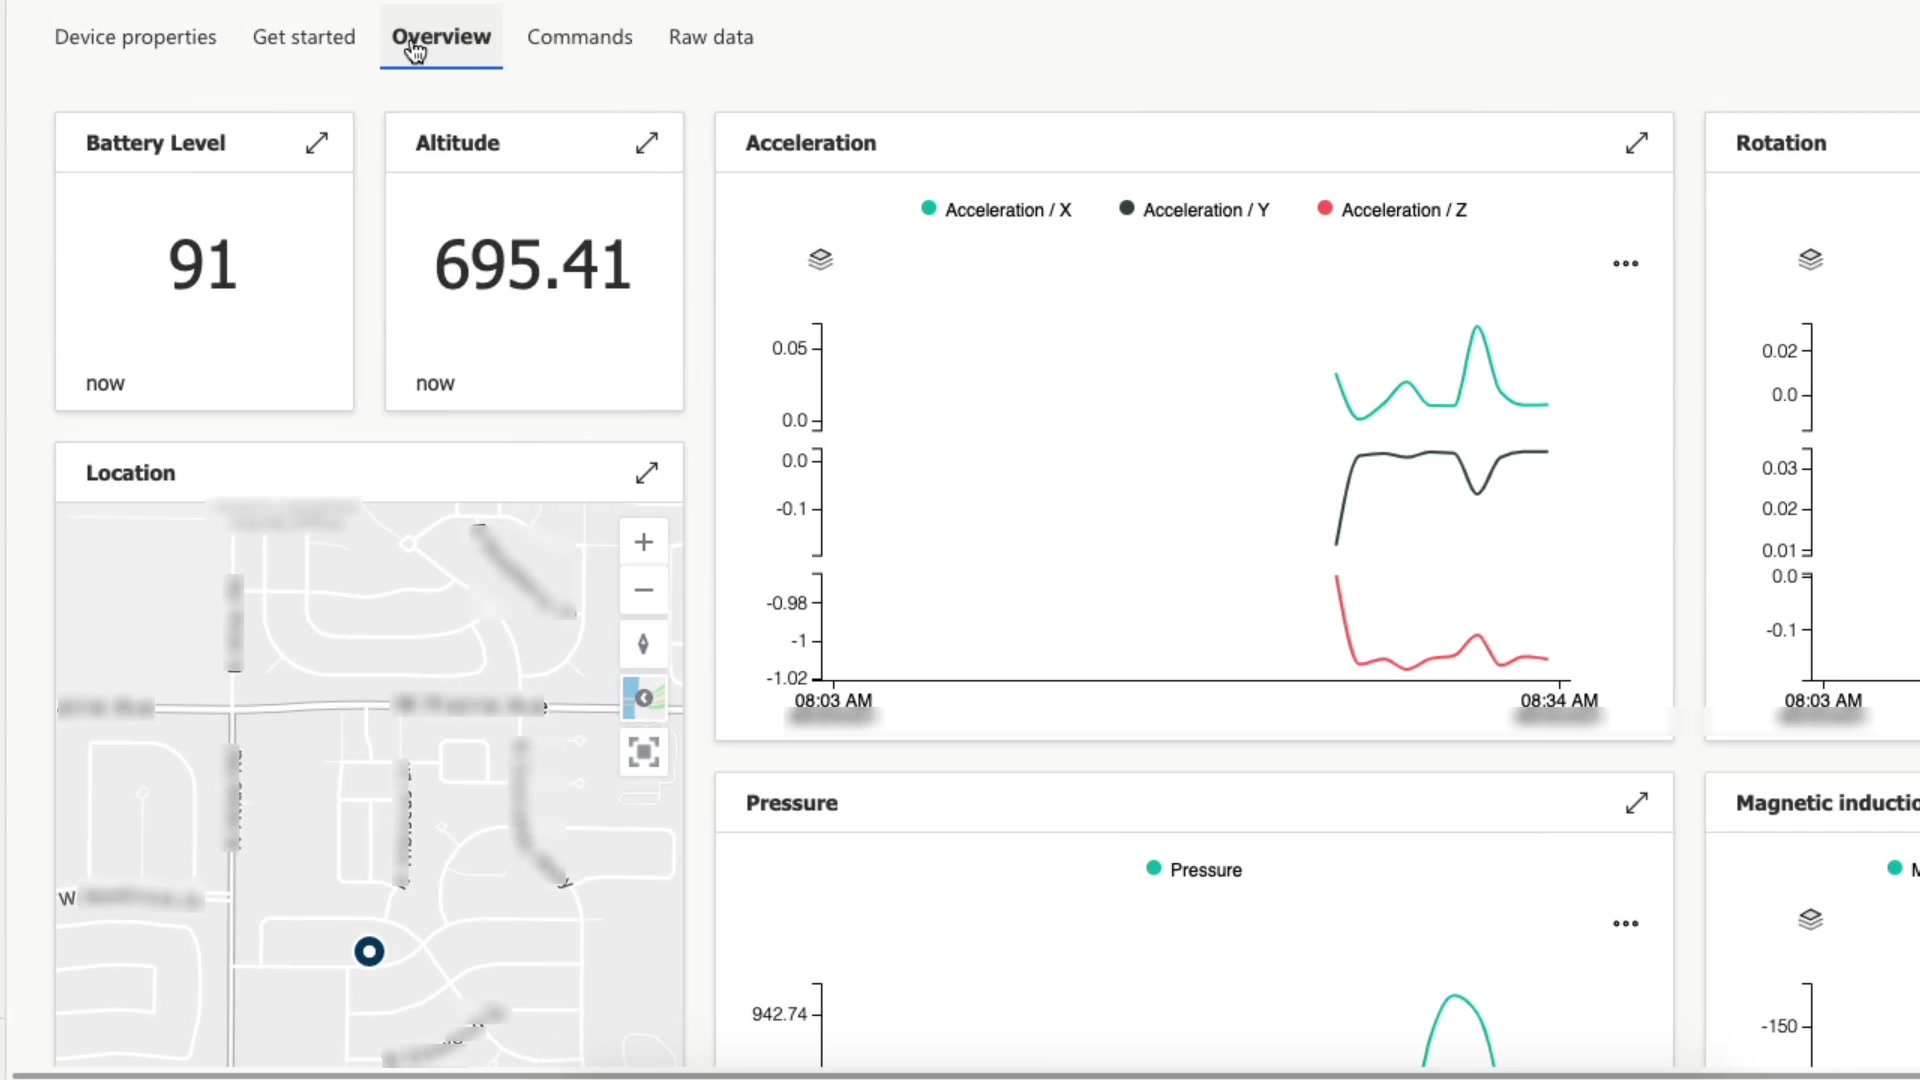 Device properties
Get started
Overview
Commands
Raw data
Battery Level
91
now
Altitude
695.41
now
Acceleration
Acceleration / X
Acceleration / Y
Acceleration / Z
0.05
0.0
0.0
-0.1
-0.98
-1
-1.02
08:03 AM
08:34 AM
Rotation
0.02
0.0
0.03
0.02
0.01
0.0
-0.1
08:03 AM
Location
W
Pressure
Pressure
942.74
Magnetic inductio
M
-150